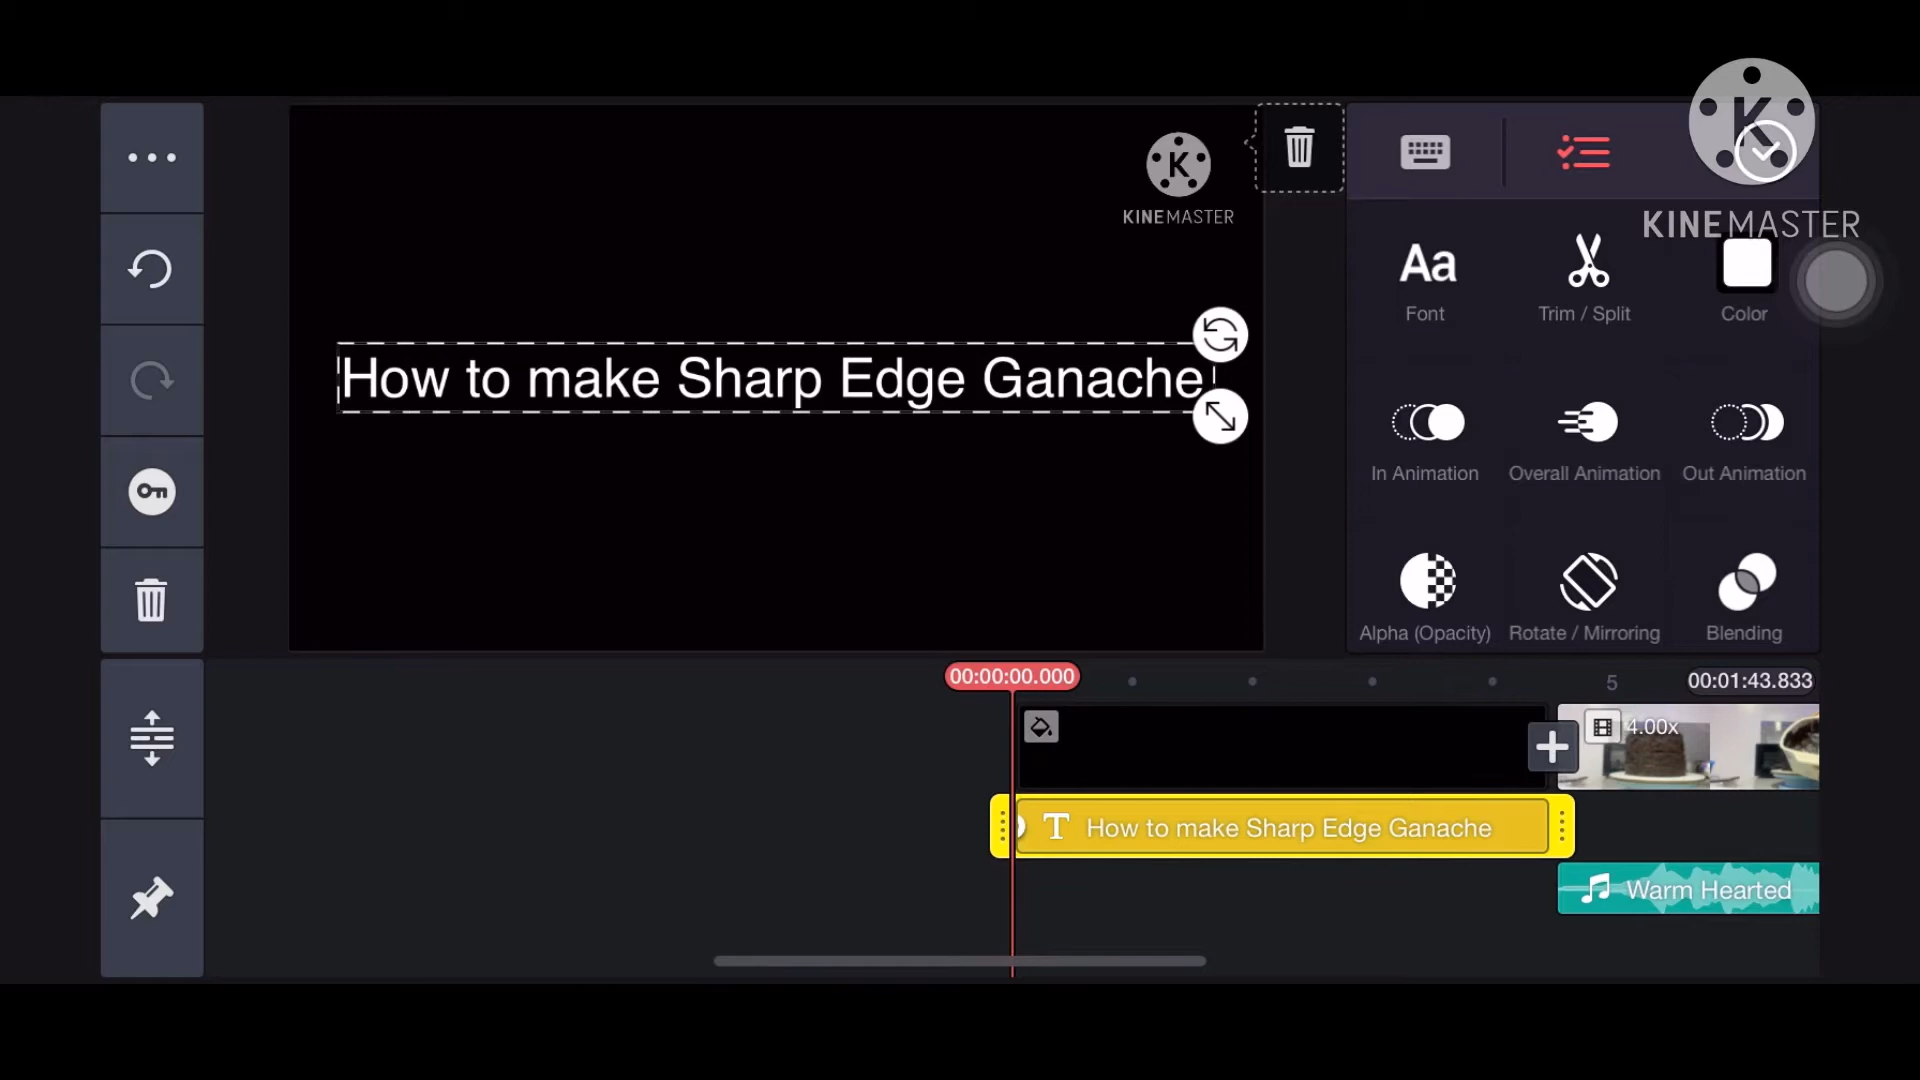 KINEMASTER
KINEMASTER
How to make Sharp Edge Ganache
Aa
Font
Trim / Split
Color
In Animation
Overall Animation
Out Animation
Alpha (Opacity)
Rotate / Mirroring
Blending
00:00:00.000
5
00:01:43.833
4.00x
T How to make Sharp Edge Ganache
Warm Hearted